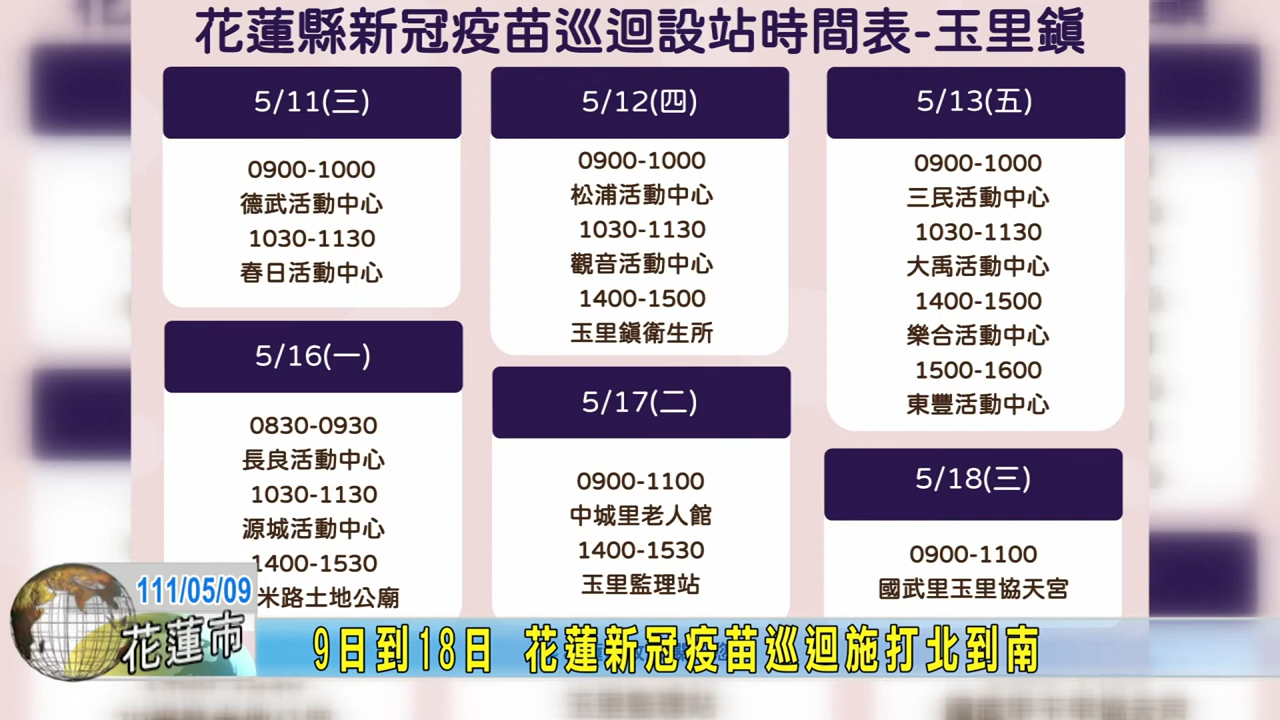 花蓮縣新冠疫苗巡迴設站時間表-玉里鎮
5/11(三)
0900-1000
德武活動中心
1030-1130
春日活動中心
5/12(四)
0900-1000
松浦活動中心
1030-1130
觀音活動中心
1400-1500
玉里鎮衛生所
5/13(五)
0900-1000
三民活動中心
1030-1130
大禹活動中心
1400-1500
樂合活動中心
1500-1600
東豐活動中心
5/16(一)
0830-0930
長良活動中心
1030-1130
源城活動中心
1400-1530
米路土地公廟
5/17(二)
0900-1100
中城里老人館
1400-1530
玉里監理站
5/18(三)
0900-1100
國武里玉里協天宮
111/05/09
花蓮市
9日到18日 花蓮新冠疫苗巡迴施打北到南